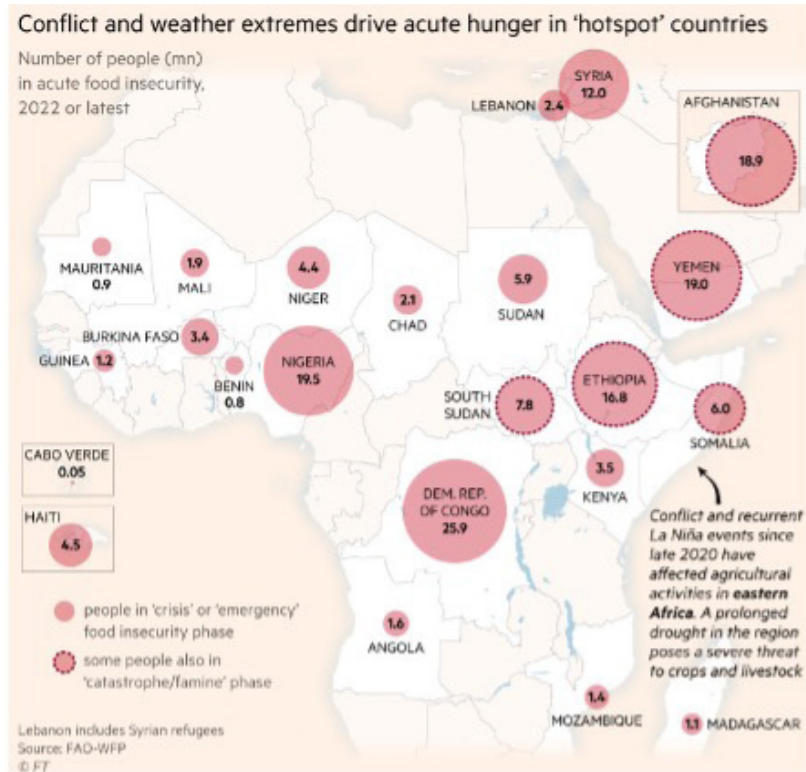 Conflict and weather extremes drive acute hunger in 'hotspot' countries
Number of people (mn)
in acute food insecurity,
2022 or latest
SYRIA
12.0
LEBANON
2.4
AFGHANISTAN
18.9
MAURITANIA
0.9
1.9
MALI
4.4
NIGER
2.1
CHAD
5.9
SUDAN
YEMEN
19.0
BURKINA FASO
3.4
GUINEA
1.2
BENIN
0.8
NIGERIA
19.5
SOUTH
SUDAN
7.8
ETHIOPIA
16.8
6.0
SOMALIA
CABO VERDE
0.05
HAITI
4.5
DEM. REP.
OF CONGO
25.9
3.5
KENYA
Conflict and recurrent
La Niña events since
late 2020 have
affected agricultural
activities in eastern
Africa. A prolonged
drought in the region
poses a severe threat
to crops and livestock
people in 'crisis' or 'emergency'
food insecurity phase
some people also in
'catastrophe/famine' phase
1.6
ANGOLA
1.4
MOZAMBIQUE
1.1
MADAGASCAR
Lebanon includes Syrian refugees
Source: FAO-WFP
© FT